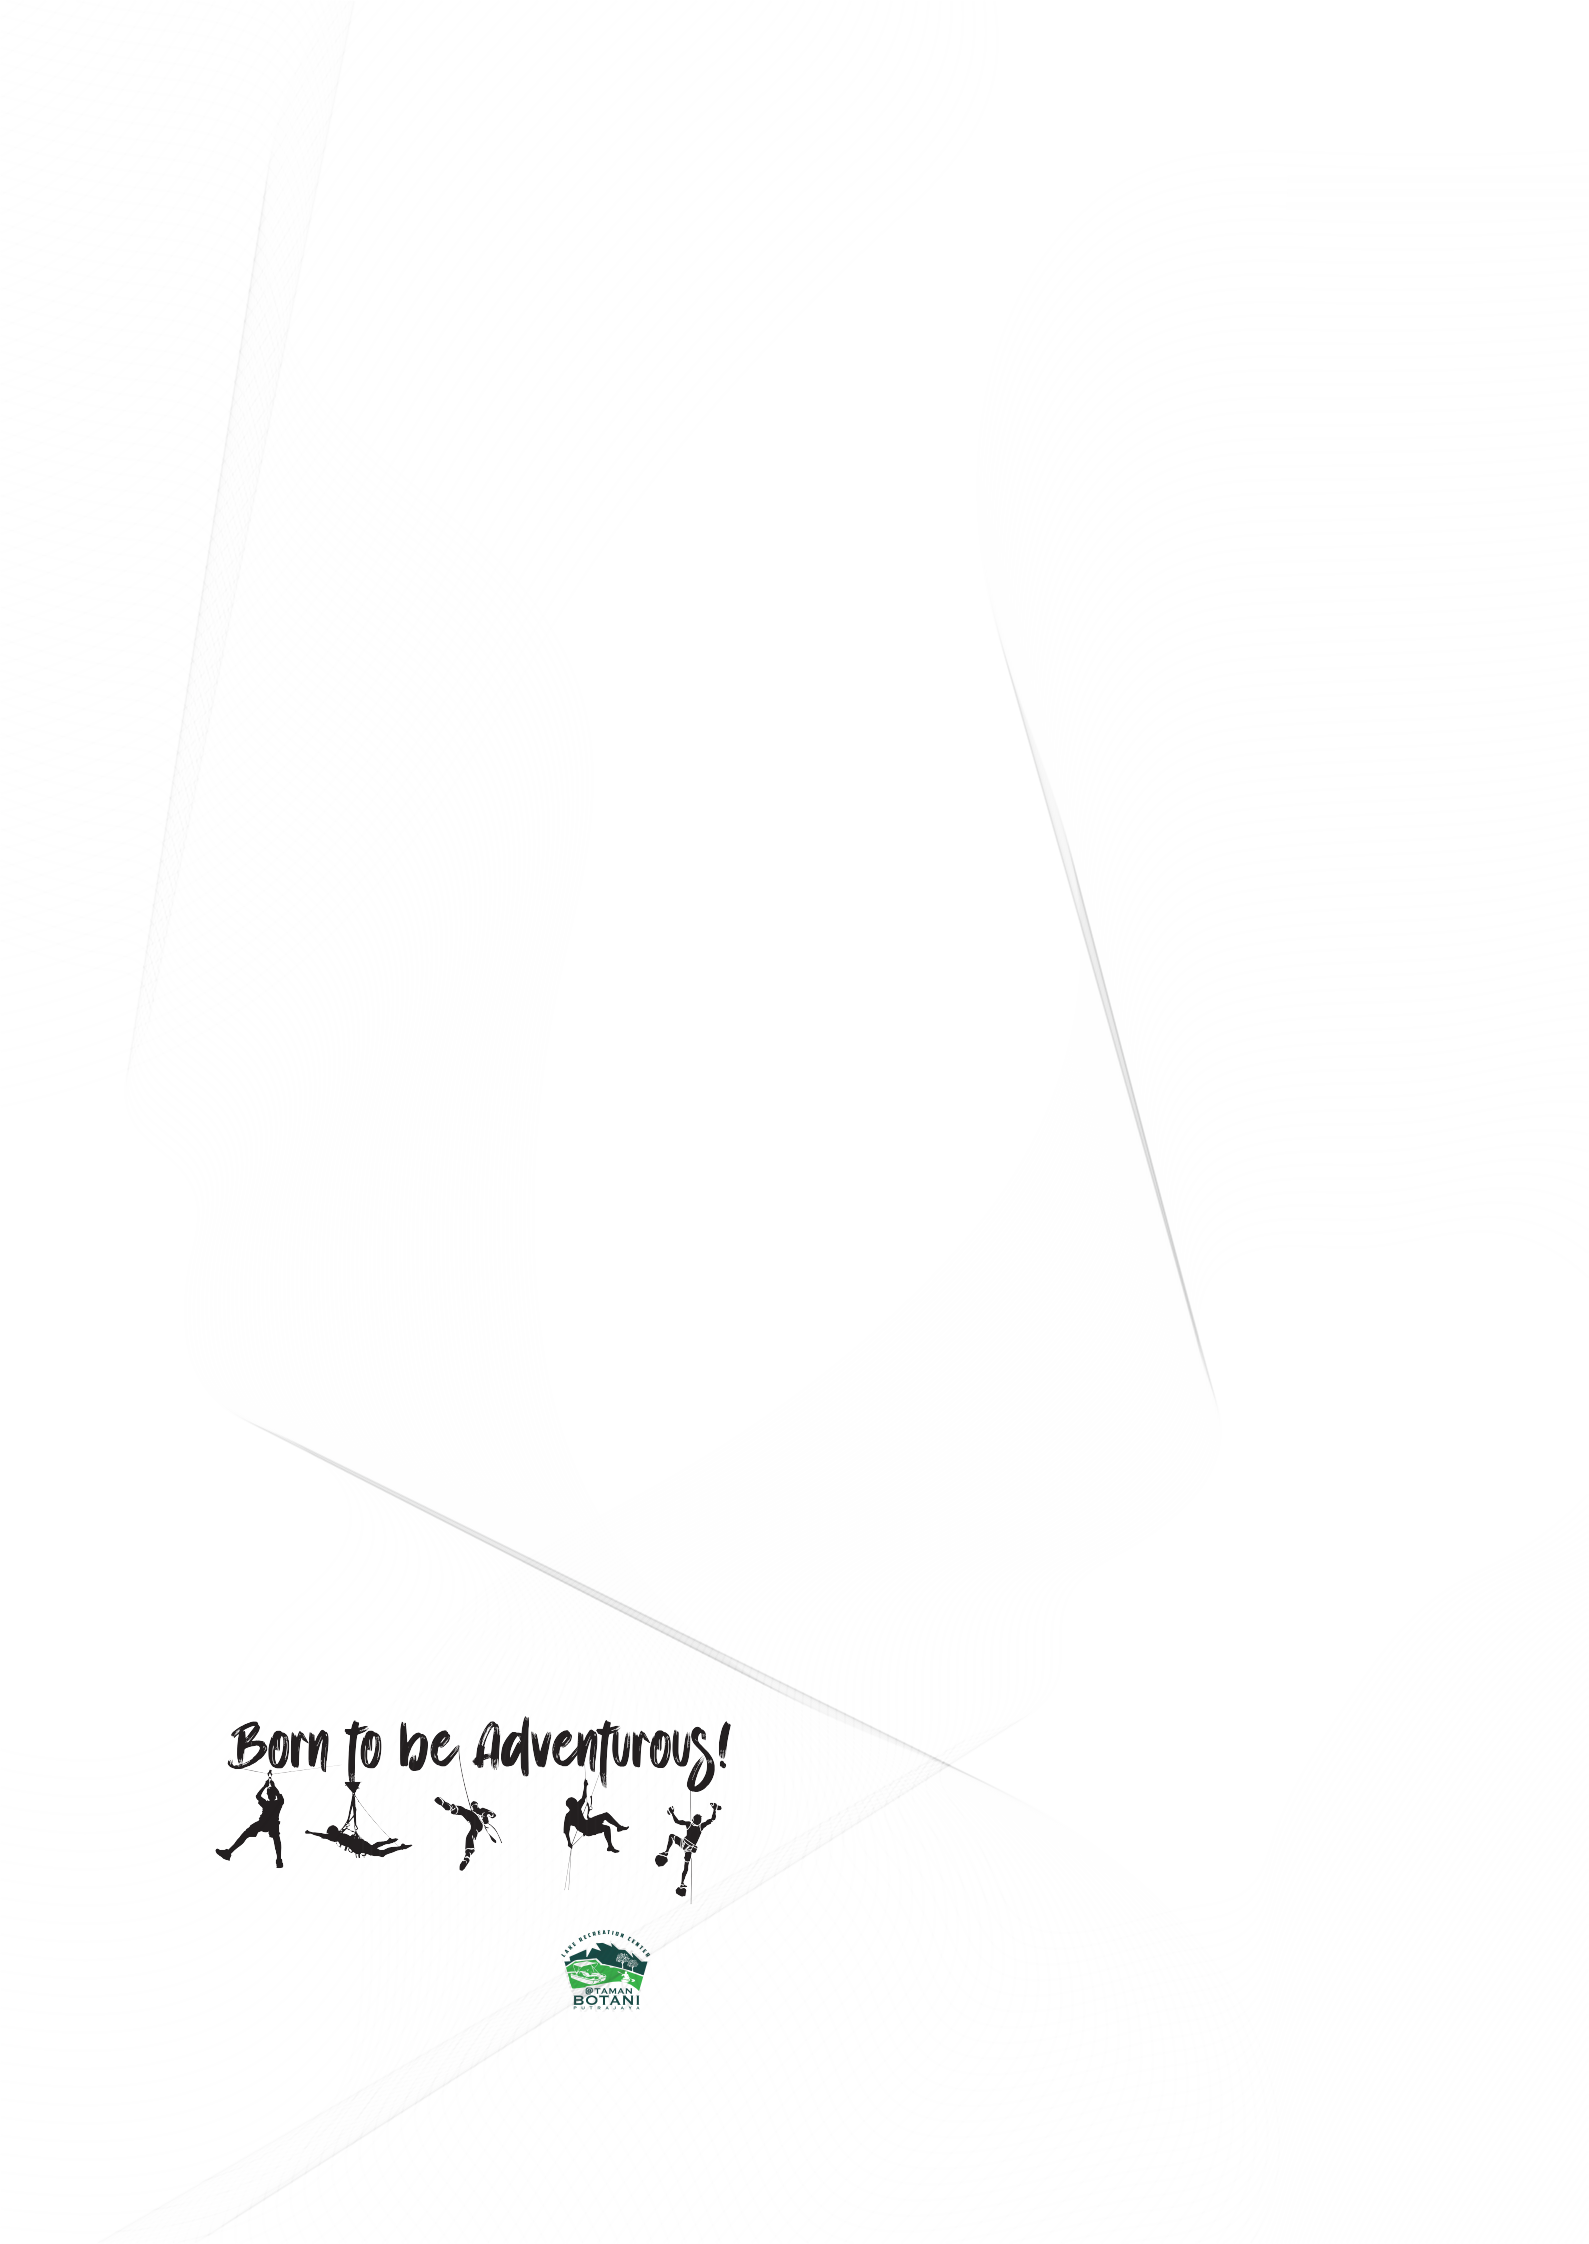 Born to be Adventurous!
LAKE RECREATION CENTER
@TAMAN
BOTANI
PUTRAJAYA